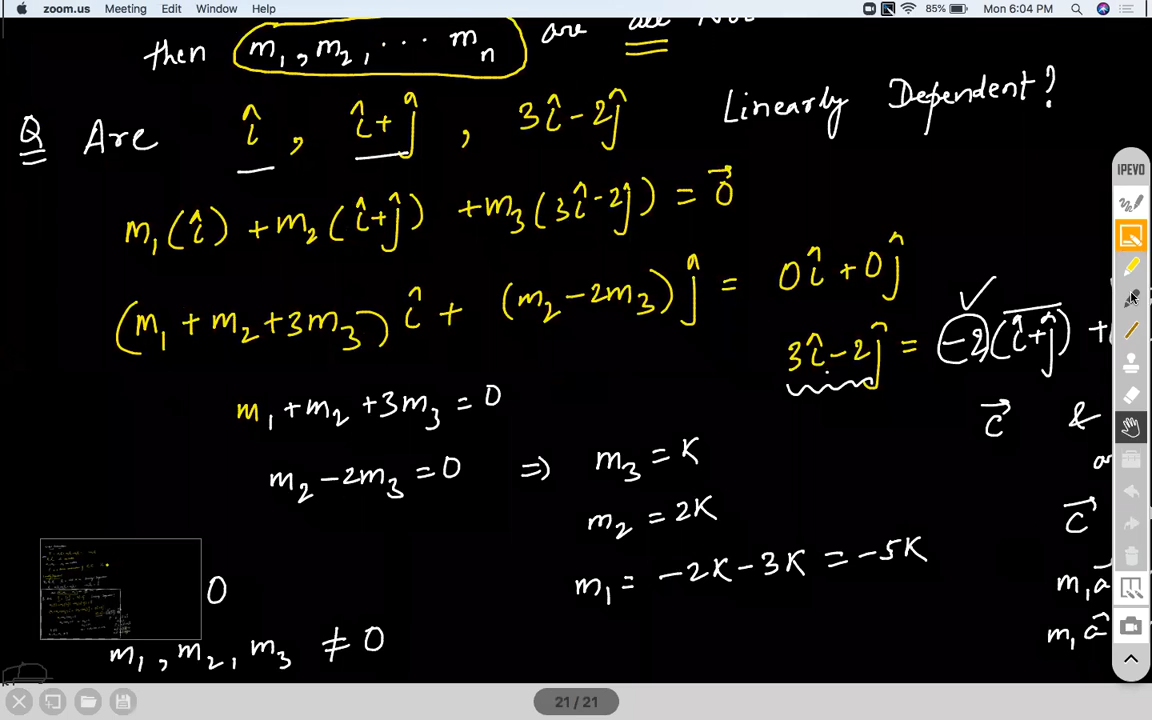 zoom.us Meeting Edit Window Help 85% Mon 6:04 PM
then m₁, m₂, ... mₙ are all
Q Are î, î+ĵ, 3î-2ĵ Linearly Dependent?
m₁(î) + m₂(î+ĵ) + m₃(3î-2ĵ) = 0⃗
(m₁ + m₂ + 3m₃) î + (m₂ - 2m₃) ĵ = 0î + 0ĵ
3î - 2ĵ = -2(î+ĵ) +
m₁ + m₂ + 3m₃ = 0
c⃗ &
m₂ - 2m₃ = 0 ⇒ m₃ = K
m₂ = 2K
c⃗
m₁ = -2K - 3K = -5K
m₁a⃗
0
m₁a⃗
m₁, m₂, m₃ ≠ 0
IPEVO
21 / 21